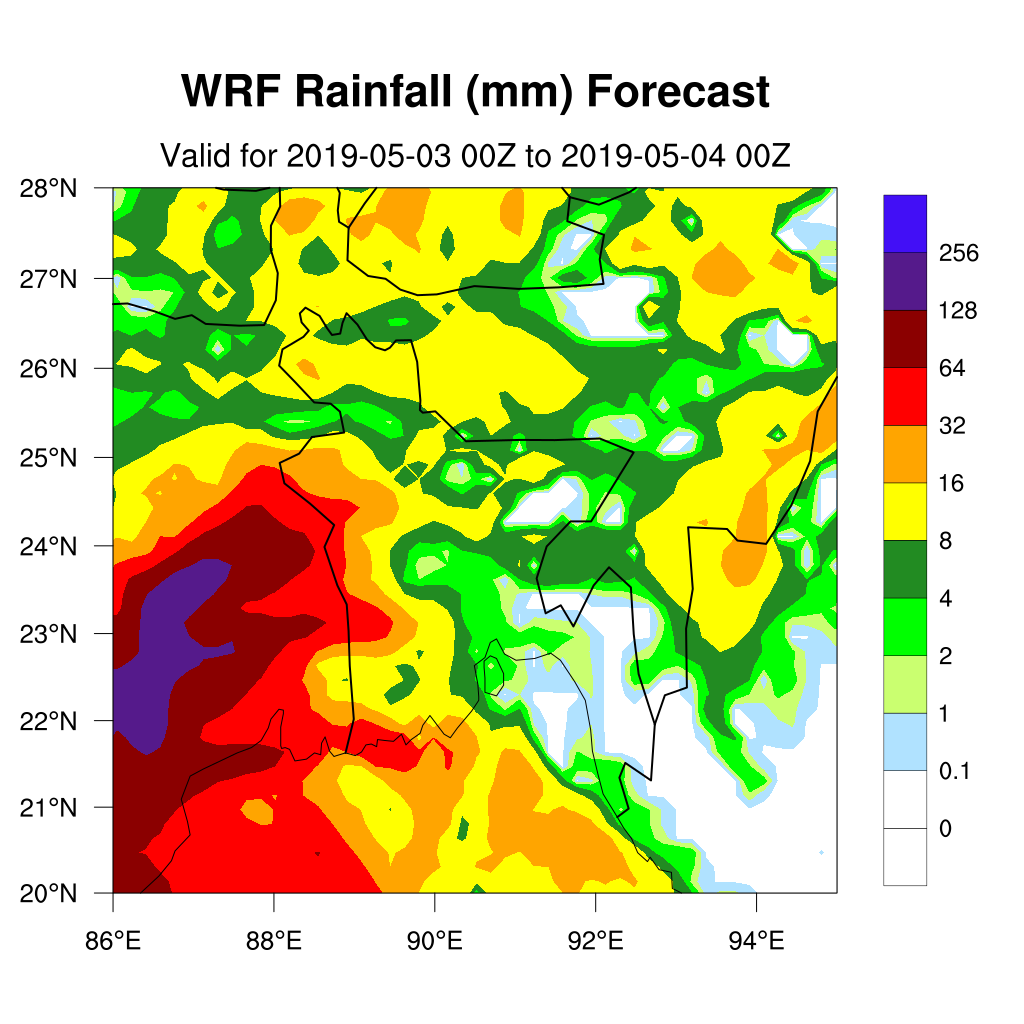 WRF Rainfall (mm) Forecast
Valid for 2019-05-03 00Z to 2019-05-04 00Z
28°N
27°N
26°N
25°N
24°N
23°N
22°N
21°N
20°N
86°E 88°E 90°E 92°E 94°E
256
128
64
32
16
8
4
2
1
0.1
0